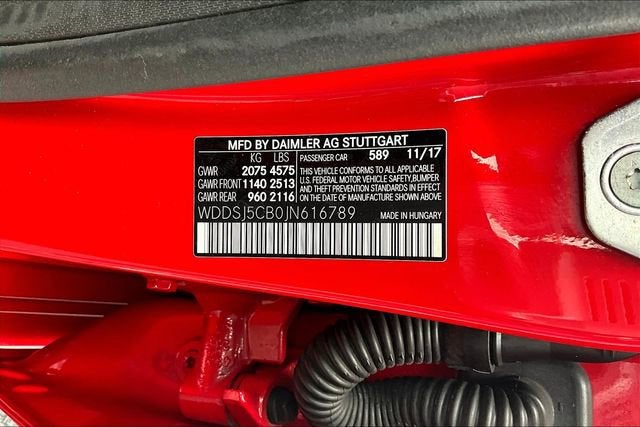 MFD BY DAIMLER AG STUTTGART
KG LBS PASSENGER CAR 589 11/17
GVWR 2075 4575 THIS VEHICLE CONFORMS TO ALL APPLICABLE
GAWR FRONT 1140 2513 U.S. FEDERAL MOTOR VEHICLE SAFETY, BUMPER
AND THEFT PREVENTION STANDARDS IN EFFECT ON
GAWR REAR 960 2116 THE DATE OF MANUFACTURE SHOWN ABOVE.
WDDSJ5CB0JN616789 MADE IN HUNGARY